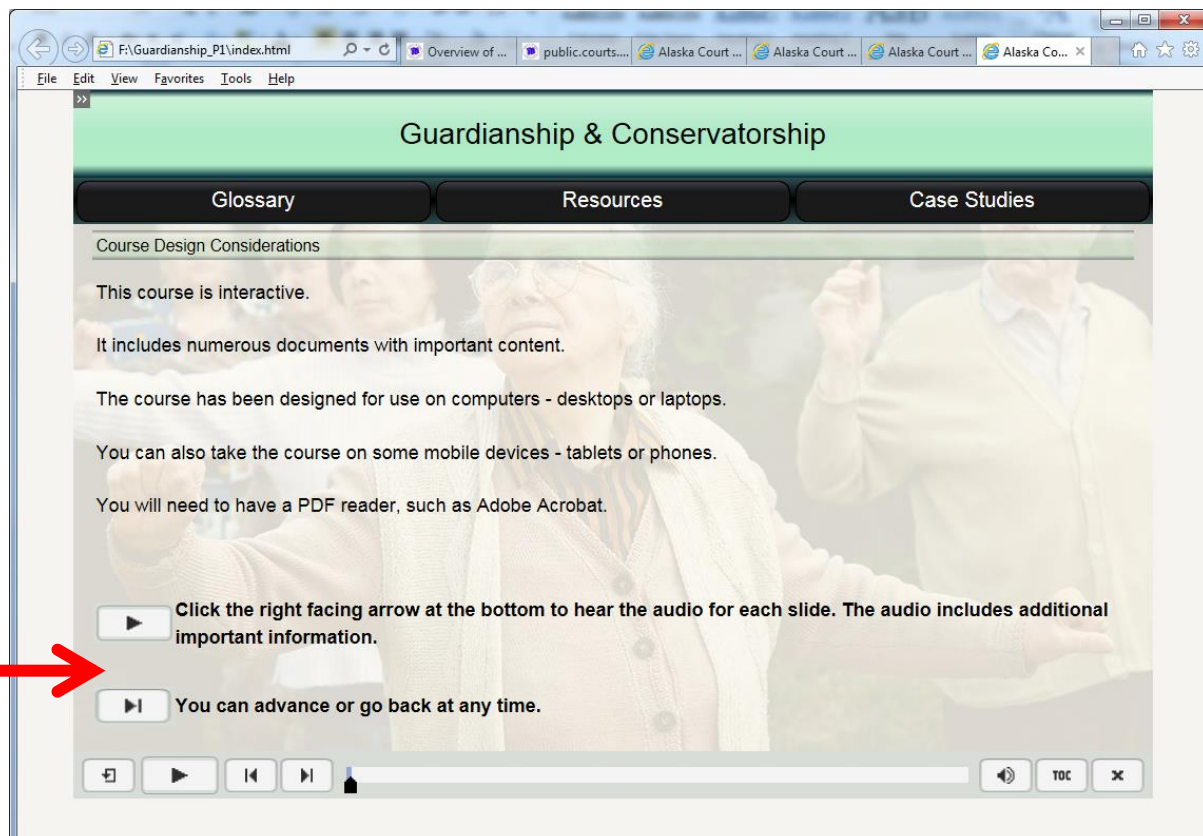 F:\Guardianship_P1\index.html
Overview of ...
public.courts....
Alaska Court ...
Alaska Court ...
Alaska Court ...
Alaska Co...
File Edit View Favorites Tools Help
Guardianship & Conservatorship
Glossary
Resources
Case Studies
Course Design Considerations
This course is interactive.
It includes numerous documents with important content.
The course has been designed for use on computers - desktops or laptops.
You can also take the course on some mobile devices - tablets or phones.
You will need to have a PDF reader, such as Adobe Acrobat.
Click the right facing arrow at the bottom to hear the audio for each slide. The audio includes additional
important information.
You can advance or go back at any time.
TOC